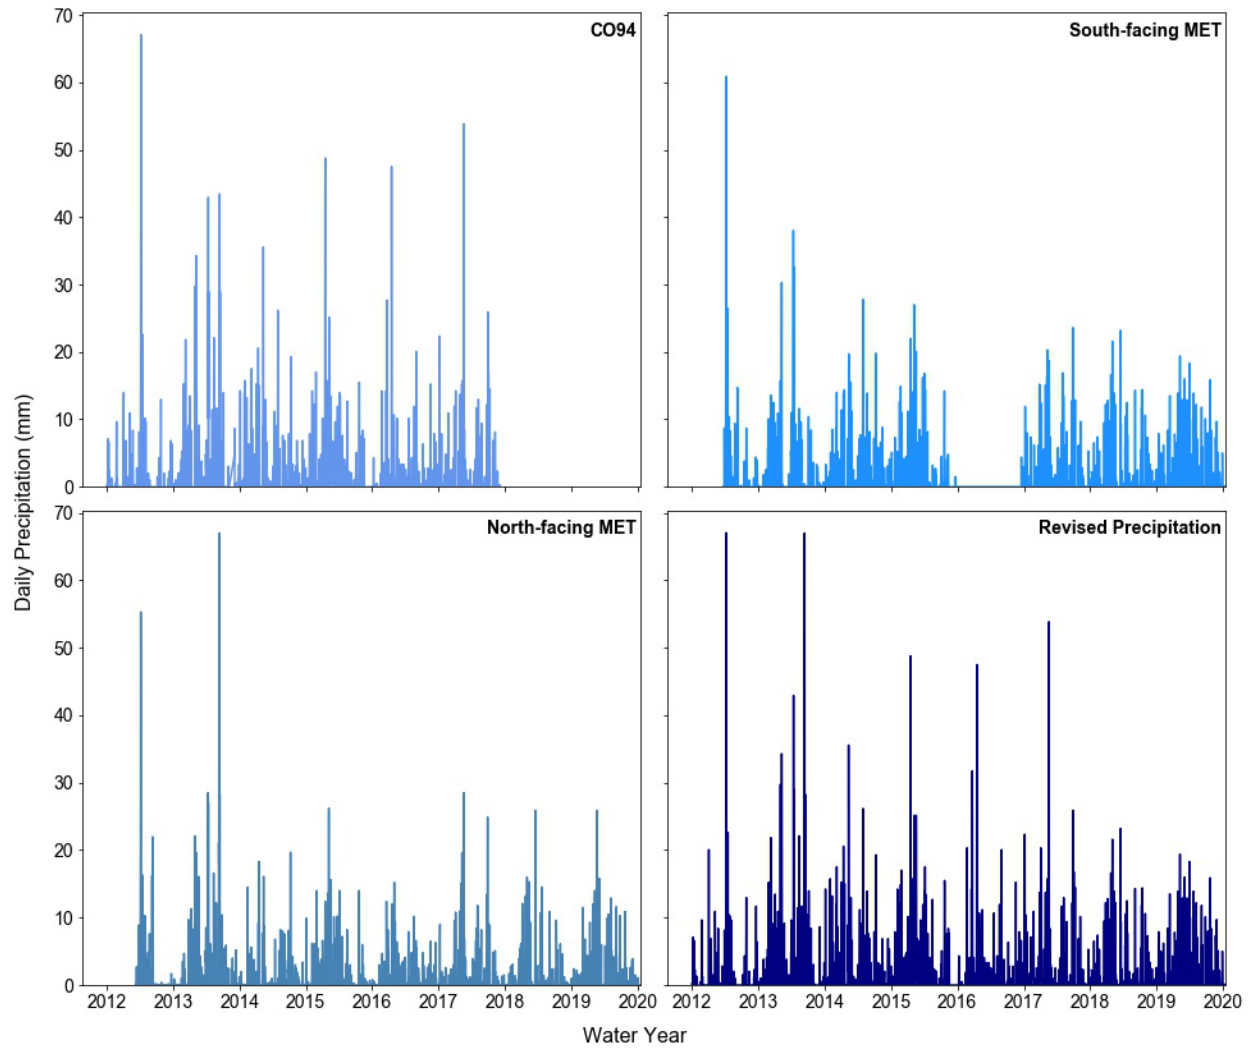 Daily Precipitation (mm)
CO94
70
60
50
40
30
20
10
0
South-facing MET
North-facing MET
70
60
50
40
30
20
10
0
2012 2013 2014 2015 2016 2017 2018 2019 2020
Revised Precipitation
2012 2013 2014 2015 2016 2017 2018 2019 2020
Water Year